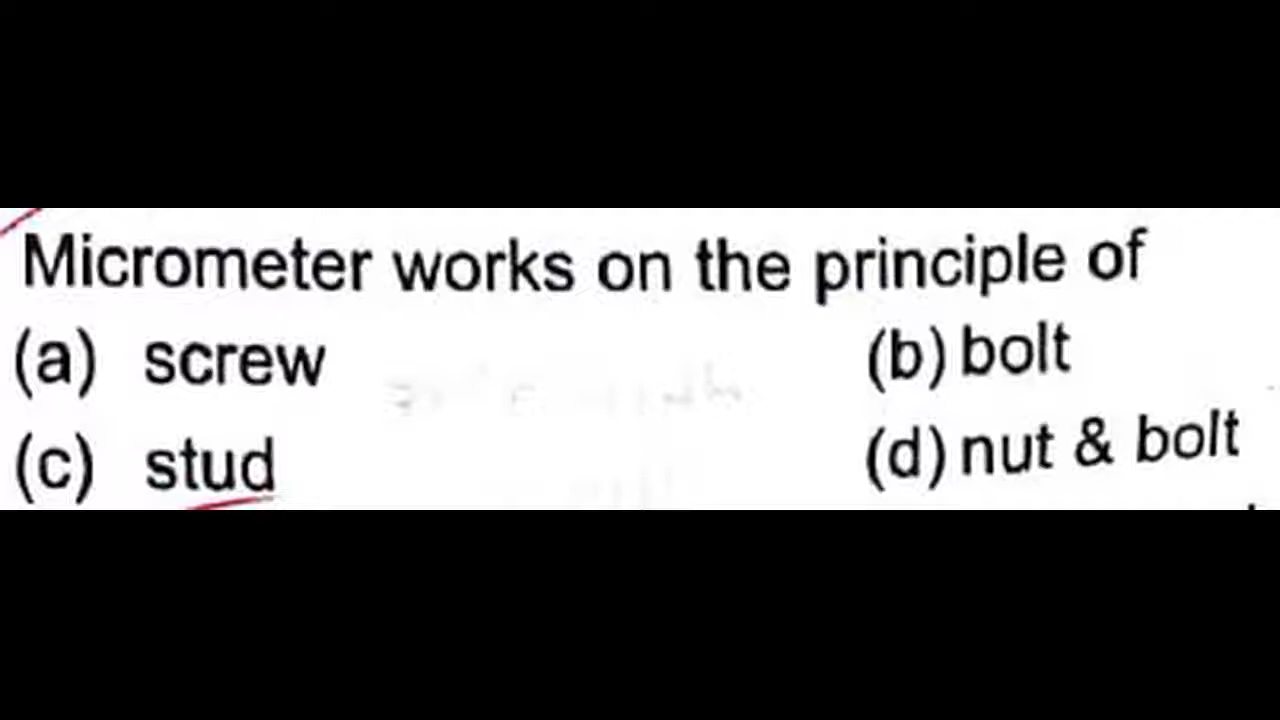 Micrometer works on the principle of
(a) screw (b) bolt
(c) stud (d) nut & bolt